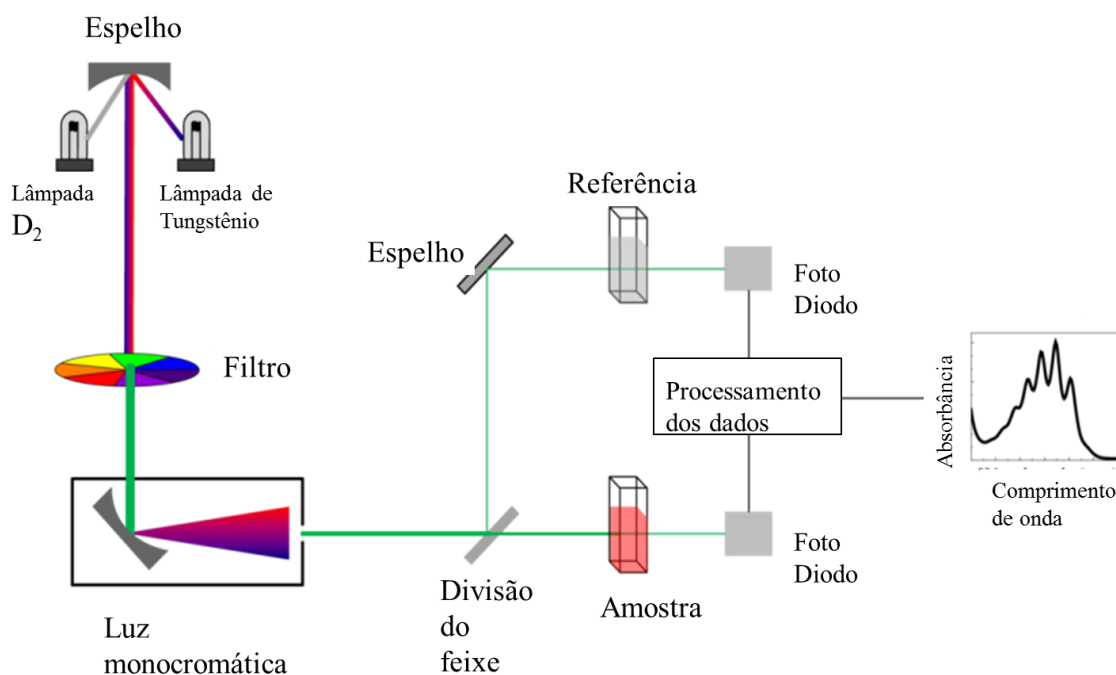 Espelho
Lâmpada
D2
Lâmpada de
Tungstênio
Filtro
Luz
monocromática
Espelho
Referência
Foto
Diodo
Processamento
dos dados
Divisão
do
feixe
Amostra
Foto
Diodo
Absorbância
Comprimento
de onda